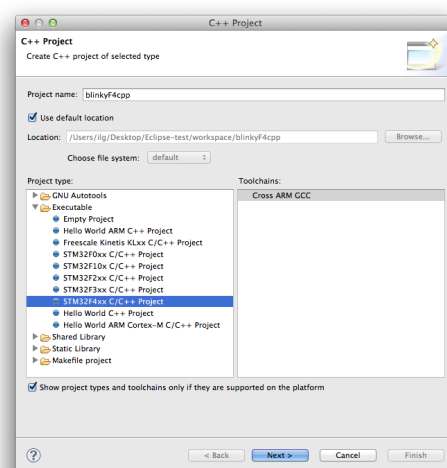 C++ Project
C++ Project
Create C++ project of selected type
Project name: blinkyF4cpp
Use default location
Location: /Users/ilg/Desktop/Eclipse-test/workspace/blinkyF4cpp Browse...
Choose file system: default
Project type: Toolchains:
GNU Autotools Cross ARM GCC
Executable
Empty Project
Hello World ARM C++ Project
Freescale Kinetis KLxx C/C++ Project
STM32F0xx C/C++ Project
STM32F10x C/C++ Project
STM32F2xx C/C++ Project
STM32F3xx C/C++ Project
STM32F4xx C/C++ Project
Hello World C++ Project
Hello World ARM Cortex-M C/C++ Project
Shared Library
Static Library
Makefile project
Show project types and toolchains only if they are supported on the platform
? < Back Next > Cancel Finish